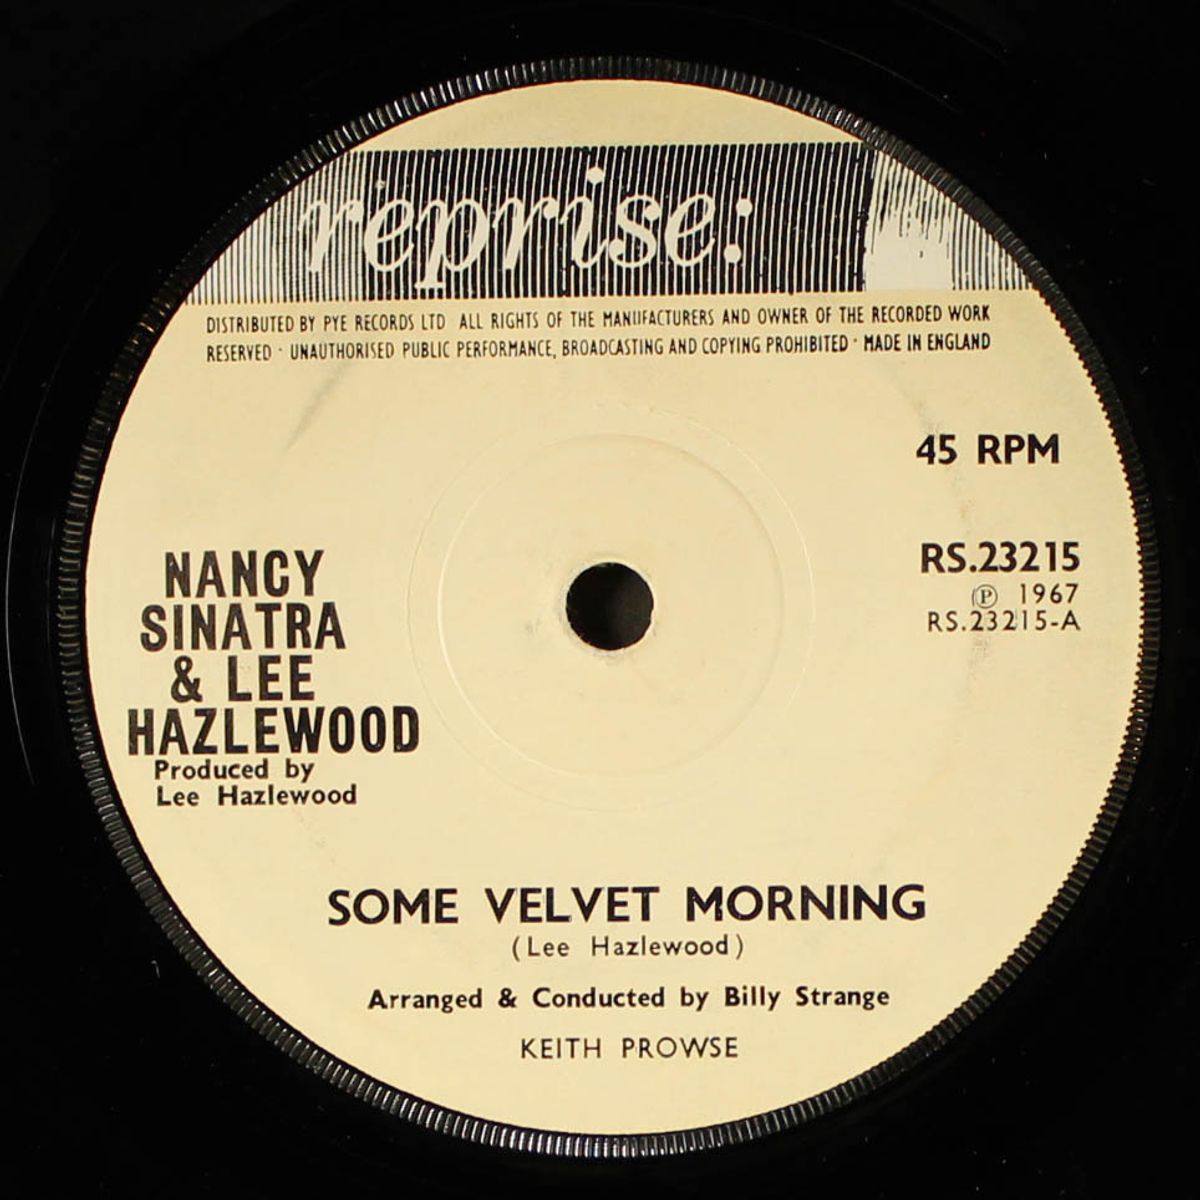 reprise:
DISTRIBUTED BY PYE RECORDS LTD ALL RIGHTS OF THE MANUFACTURERS AND OWNER OF THE RECORDED WORK
RESERVED · UNAUTHORISED PUBLIC PERFORMANCE, BROADCASTING AND COPYING PROHIBITED · MADE IN ENGLAND
45 RPM
RS.23215
Ⓟ 1967
RS.23215-A
NANCY
SINATRA
& LEE
HAZLEWOOD
Produced by
Lee Hazlewood
SOME VELVET MORNING
(Lee Hazlewood)
Arranged & Conducted by Billy Strange
KEITH PROWSE